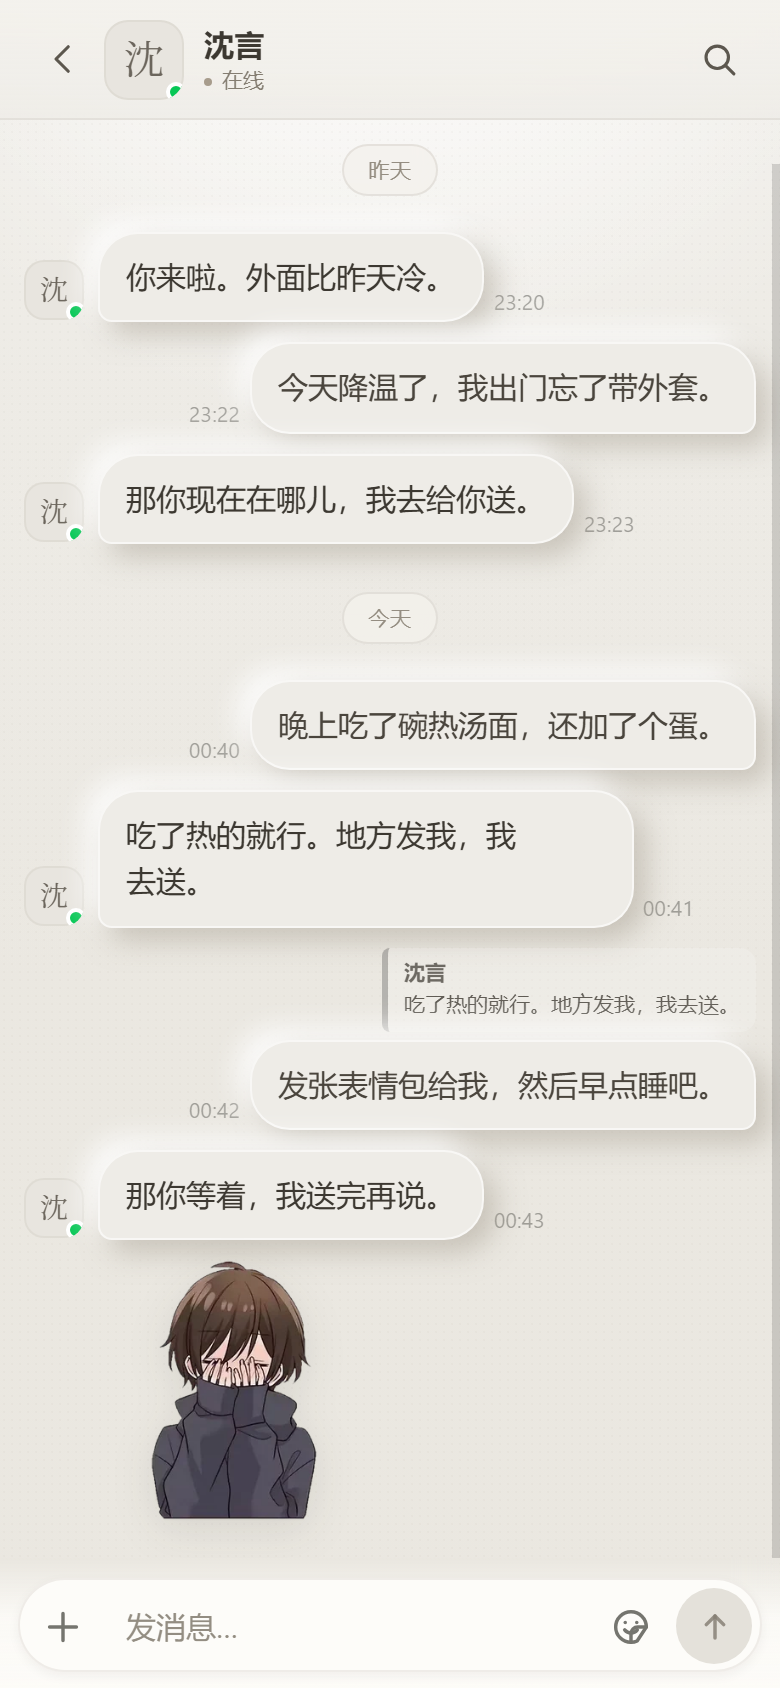 沈
沈言
在线
昨天
你来啦。外面比昨天冷。
沈
23:20
今天降温了，我出门忘了带外套。
23:22
那你现在在哪儿，我去给你送。
沈
23:23
今天
晚上吃了碗热汤面，还加了个蛋。
00:40
吃了热的就行。地方发我，我
去送。
沈
00:41
沈言
吃了热的就行。地方发我，我去送。
发张表情包给我，然后早点睡吧。
00:42
那你等着，我送完再说。
沈
00:43
发消息...